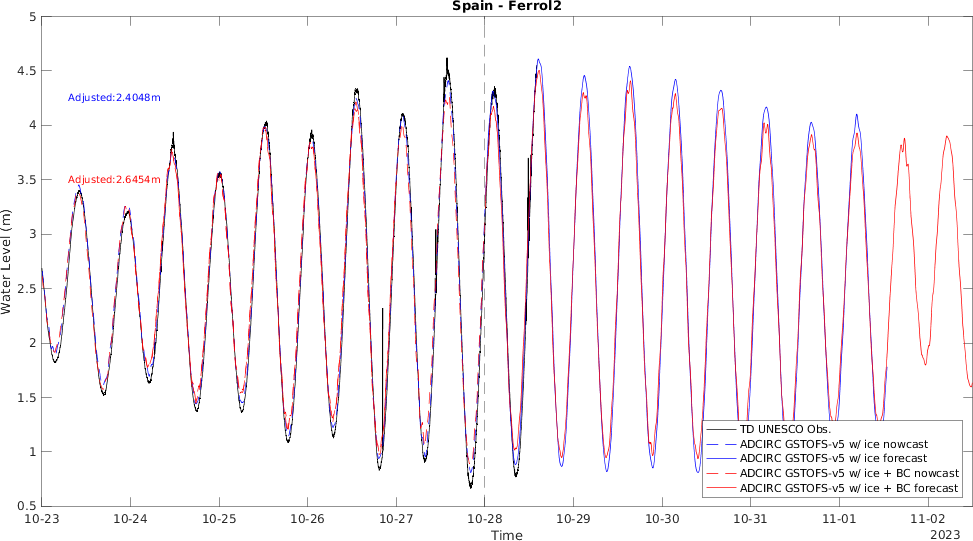 Spain - Ferrol2
5
4.5
4
3.5
3
2.5
2
1.5
1
0.5
Water Level (m)
Adjusted:2.4048m
Adjusted:2.6454m
TD UNESCO Obs.
ADCIRC GSTOFS-v5 w/ ice nowcast
ADCIRC GSTOFS-v5 w/ ice forecast
ADCIRC GSTOFS-v5 w/ ice + BC nowcast
ADCIRC GSTOFS-v5 w/ ice + BC forecast
10-23 10-24 10-25 10-26 10-27 10-28 10-29 10-30 10-31 11-01 11-02
2023
Time